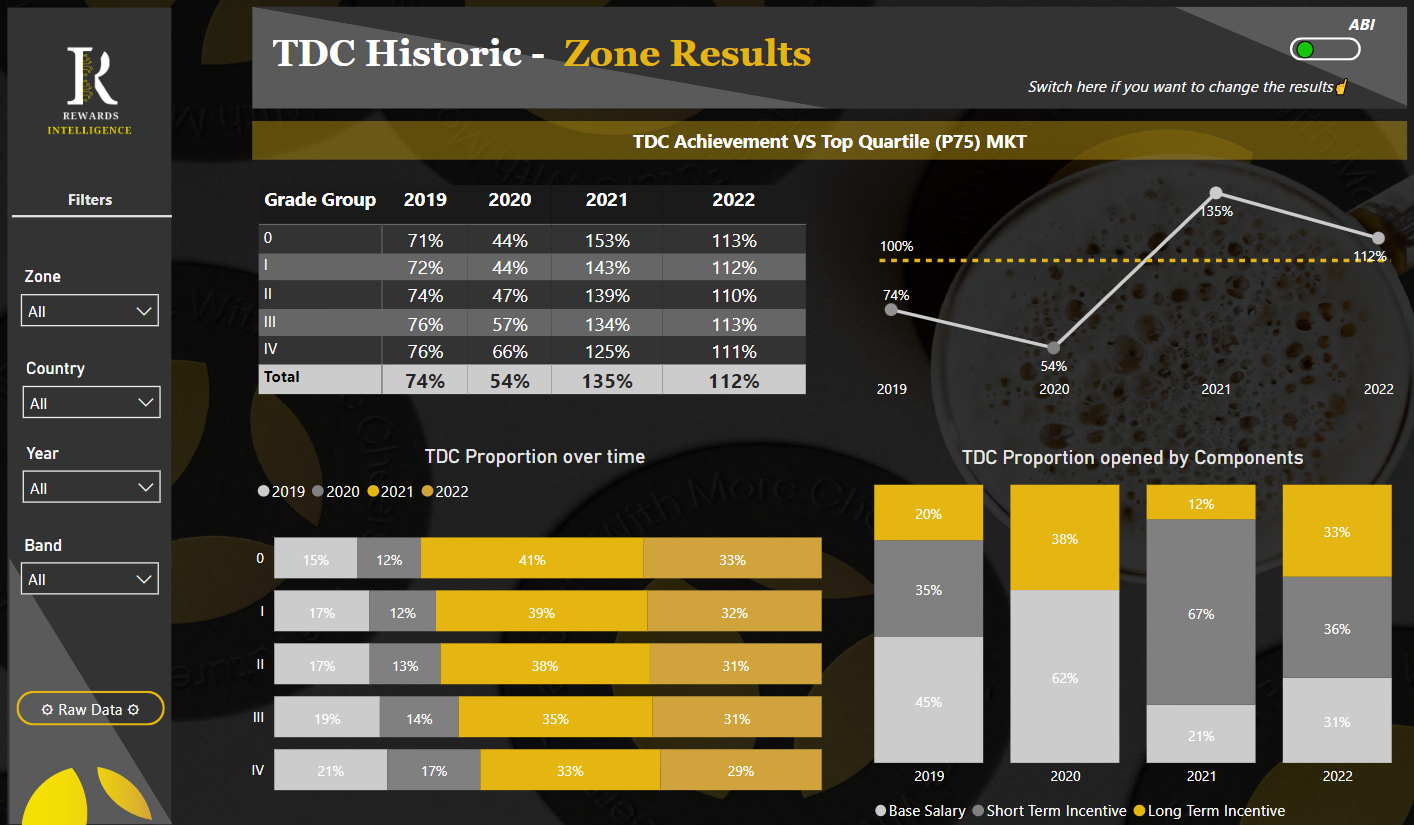 REWARDS
INTELLIGENCE
Filters
Zone
All
Country
All
Year
All
Band
All
⚙ Raw Data ⚙
TDC Historic - Zone Results
ABI
Switch here if you want to change the results
TDC Achievement VS Top Quartile (P75) MKT
Grade Group 2019 2020 2021 2022
0 71% 44% 153% 113%
I 72% 44% 143% 112%
II 74% 47% 139% 110%
III 76% 57% 134% 113%
IV 76% 66% 125% 111%
Total 74% 54% 135% 112%
135%
100%
112%
74%
54%
2019 2020 2021 2022
TDC Proportion over time
2019 2020 2021 2022
0 15% 12% 41% 33%
I 17% 12% 39% 32%
II 17% 13% 38% 31%
III 19% 14% 35% 31%
IV 21% 17% 33% 29%
TDC Proportion opened by Components
20% 38% 12% 33%
35% 67% 36%
45% 62% 21% 31%
2019 2020 2021 2022
Base Salary Short Term Incentive Long Term Incentive